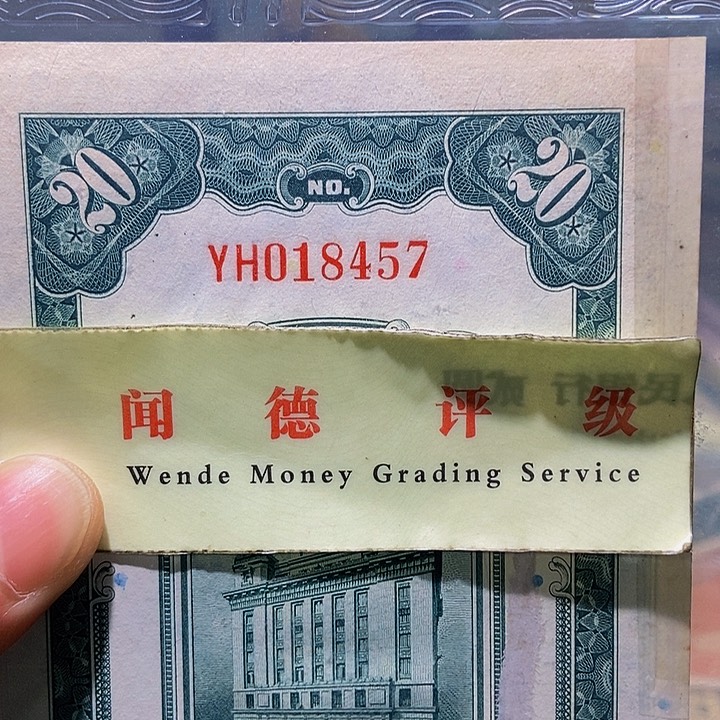 20 NO. 20
YH018457
闻德评级
Wende Money Grading Service